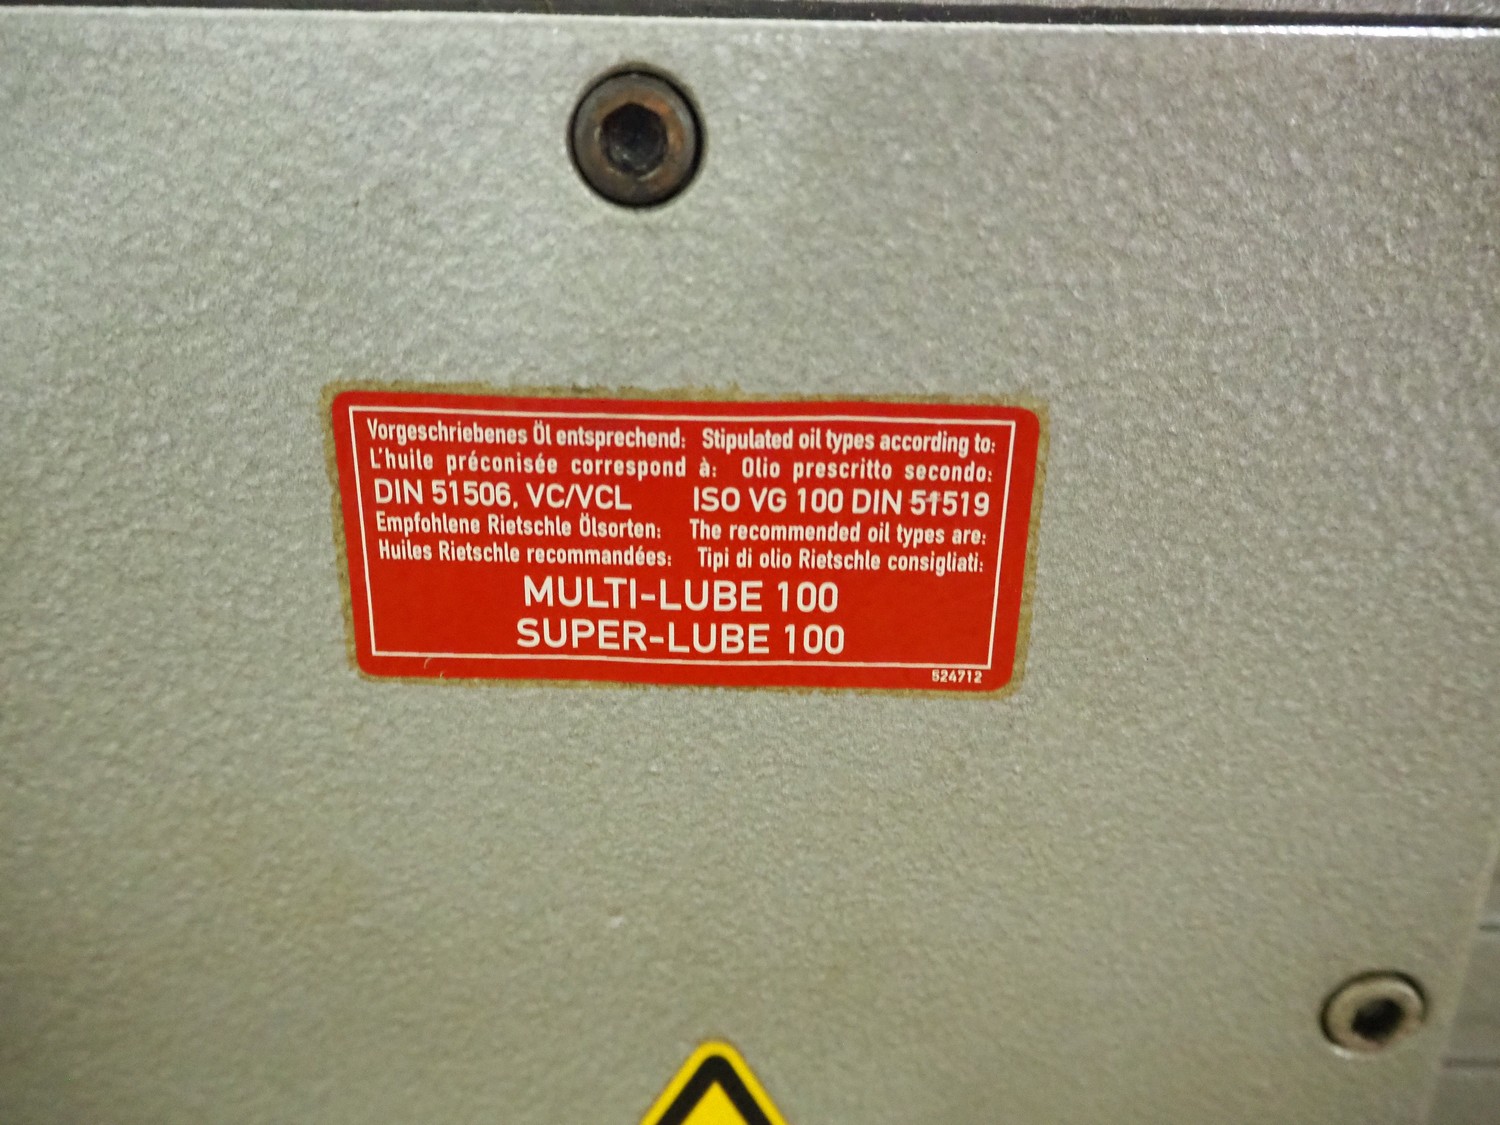 Vorgeschriebenes Öl entsprechend: Stipulated oil types according to:
L'huile préconisée correspond à: Olio prescritto secondo:
DIN 51506, VC/VCL ISO VG 100 DIN 51519
Empfohlene Rietschle Ölsorten: The recommended oil types are:
Huiles Rietschle recommandées: Tipi di olio Rietschle consigliati:
MULTI-LUBE 100
SUPER-LUBE 100
524712